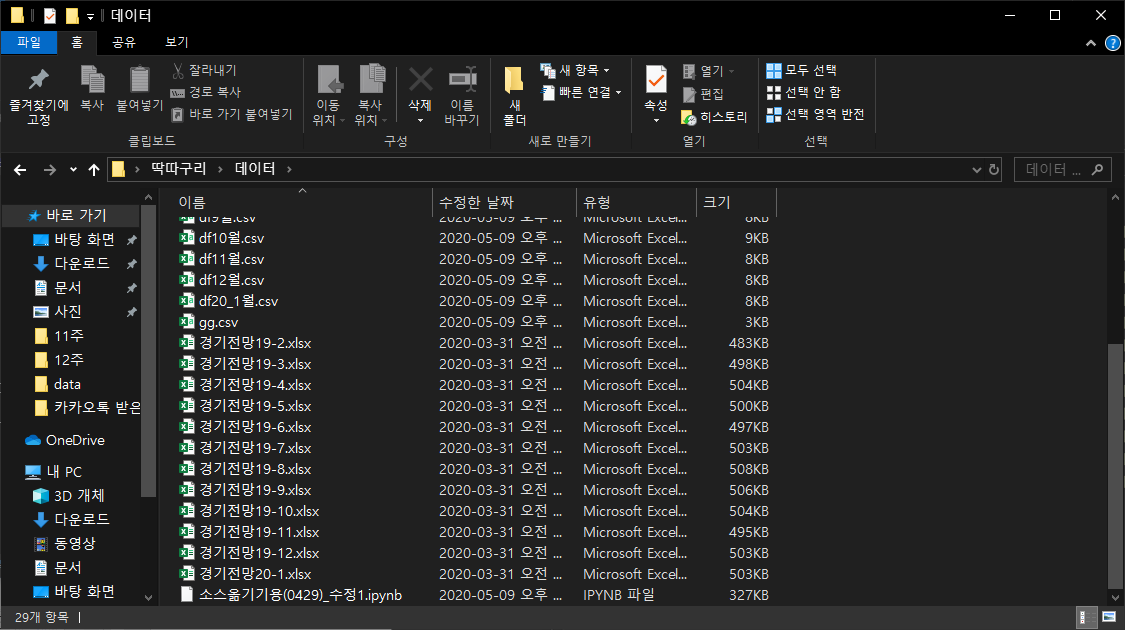 데이터
파일 홈 공유 보기
즐겨찾기에 고정
복사
붙여넣기
잘라내기
경로 복사
바로 가기 붙여넣기
클립보드
이동 위치
복사 위치
삭제
이름 바꾸기
구성
새 폴더
새 항목
빠른 연결
새로 만들기
속성
열기
편집
히스토리
열기
모두 선택
선택 안 함
선택 영역 반전
선택
딱따구리 › 데이터 ›
데이터 ...
바로 가기
바탕 화면
다운로드
문서
사진
11주
12주
data
카카오톡 받은
OneDrive
내 PC
3D 개체
다운로드
동영상
문서
바탕 화면
이름 수정한 날짜 유형 크기
df9월.csv 2020-05-09 오후 ... Microsoft Excel... 8KB
df10월.csv 2020-05-09 오후 ... Microsoft Excel... 9KB
df11월.csv 2020-05-09 오후 ... Microsoft Excel... 8KB
df12월.csv 2020-05-09 오후 ... Microsoft Excel... 8KB
df20_1월.csv 2020-05-09 오후 ... Microsoft Excel... 8KB
gg.csv 2020-05-09 오후 ... Microsoft Excel... 3KB
경기전망19-2.xlsx 2020-03-31 오전 ... Microsoft Excel... 483KB
경기전망19-3.xlsx 2020-03-31 오전 ... Microsoft Excel... 498KB
경기전망19-4.xlsx 2020-03-31 오전 ... Microsoft Excel... 504KB
경기전망19-5.xlsx 2020-03-31 오전 ... Microsoft Excel... 500KB
경기전망19-6.xlsx 2020-03-31 오전 ... Microsoft Excel... 497KB
경기전망19-7.xlsx 2020-03-31 오전 ... Microsoft Excel... 503KB
경기전망19-8.xlsx 2020-03-31 오전 ... Microsoft Excel... 508KB
경기전망19-9.xlsx 2020-03-31 오전 ... Microsoft Excel... 506KB
경기전망19-10.xlsx 2020-03-31 오전 ... Microsoft Excel... 504KB
경기전망19-11.xlsx 2020-03-31 오전 ... Microsoft Excel... 495KB
경기전망19-12.xlsx 2020-03-31 오전 ... Microsoft Excel... 503KB
경기전망20-1.xlsx 2020-03-31 오전 ... Microsoft Excel... 503KB
소스옮기기용(0429)_수정1.ipynb 2020-05-09 오후 ... IPYNB 파일 327KB
29개 항목